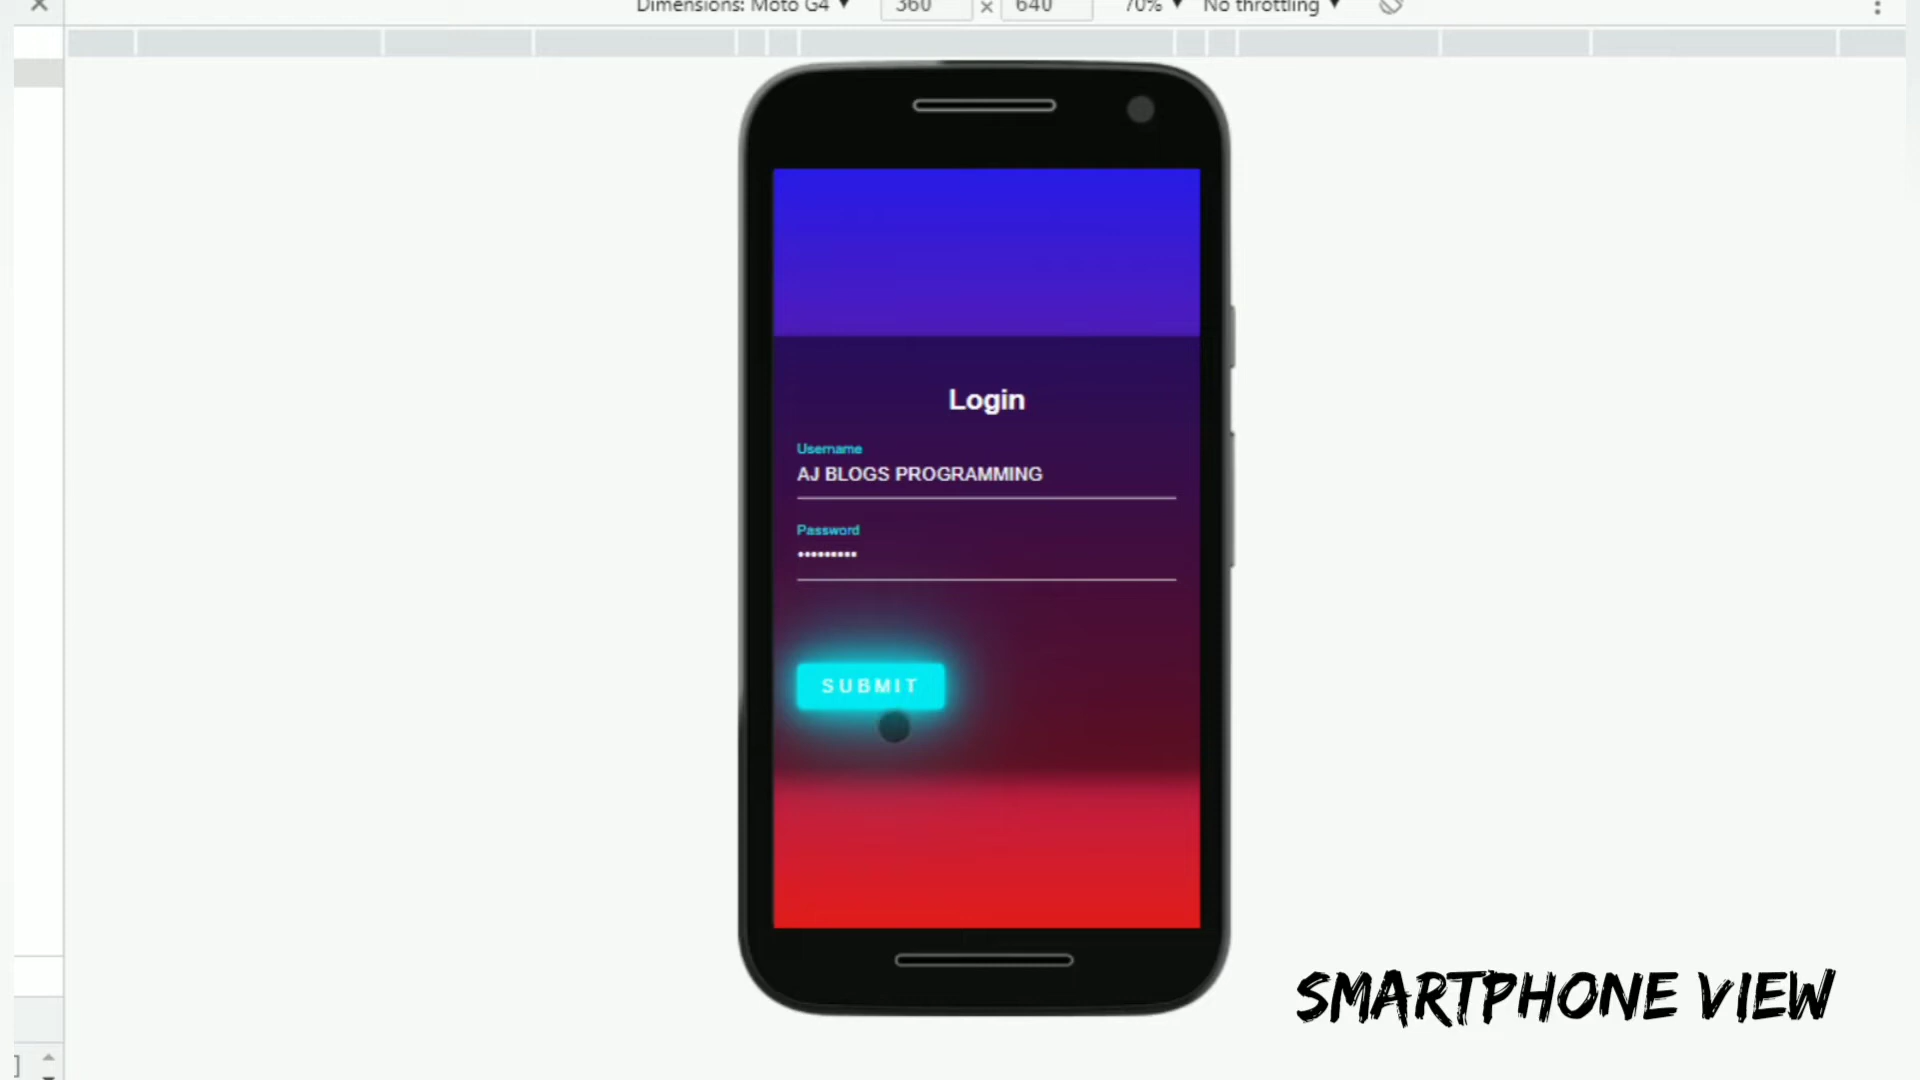 Dimensions: Moto G4 360 × 640 70% No throttling
Login
Username
AJ BLOGS PROGRAMMING
Password
•••••••••
SUBMIT
SMARTPHONE VIEW